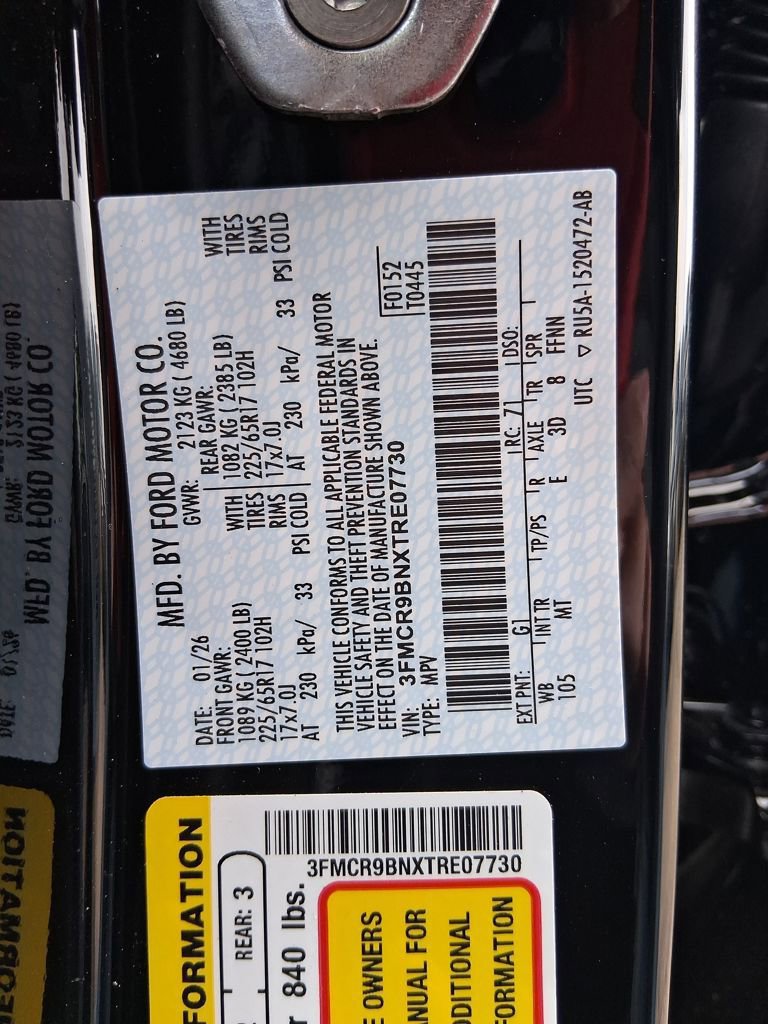 MFD. BY FORD MOTOR CO.
DATE: 01/26 GVWR: 2123 KG ( 4680 LB)
FRONT GAWR: REAR GAWR:
1089 KG ( 2400 LB) WITH 1082 KG ( 2385 LB) WITH
225/65R17 102H TIRES 225/65R17 102H TIRES
17x7.0J RIMS 17x7.0J RIMS
AT 230 kPa/ 33 PSI COLD AT 230 kPa/ 33 PSI COLD
THIS VEHICLE CONFORMS TO ALL APPLICABLE FEDERAL MOTOR
VEHICLE SAFETY AND THEFT PREVENTION STANDARDS IN
EFFECT ON THE DATE OF MANUFACTURE SHOWN ABOVE.
VIN: 3FMCR9BNXTRE07730 F0152
TYPE: MPV T0445
EXT PNT: G1 RC: 71 DSO:
WB INT TR TP/PS R AXLE TR SPR
105 MT E 3D 8 FFNN
UTC ▽ RU5A-1520472-AB
FORMATION
REAR: 3
840 lbs.
3FMCR9BNXTRE07730
OWNERS
FOR
FORMATION